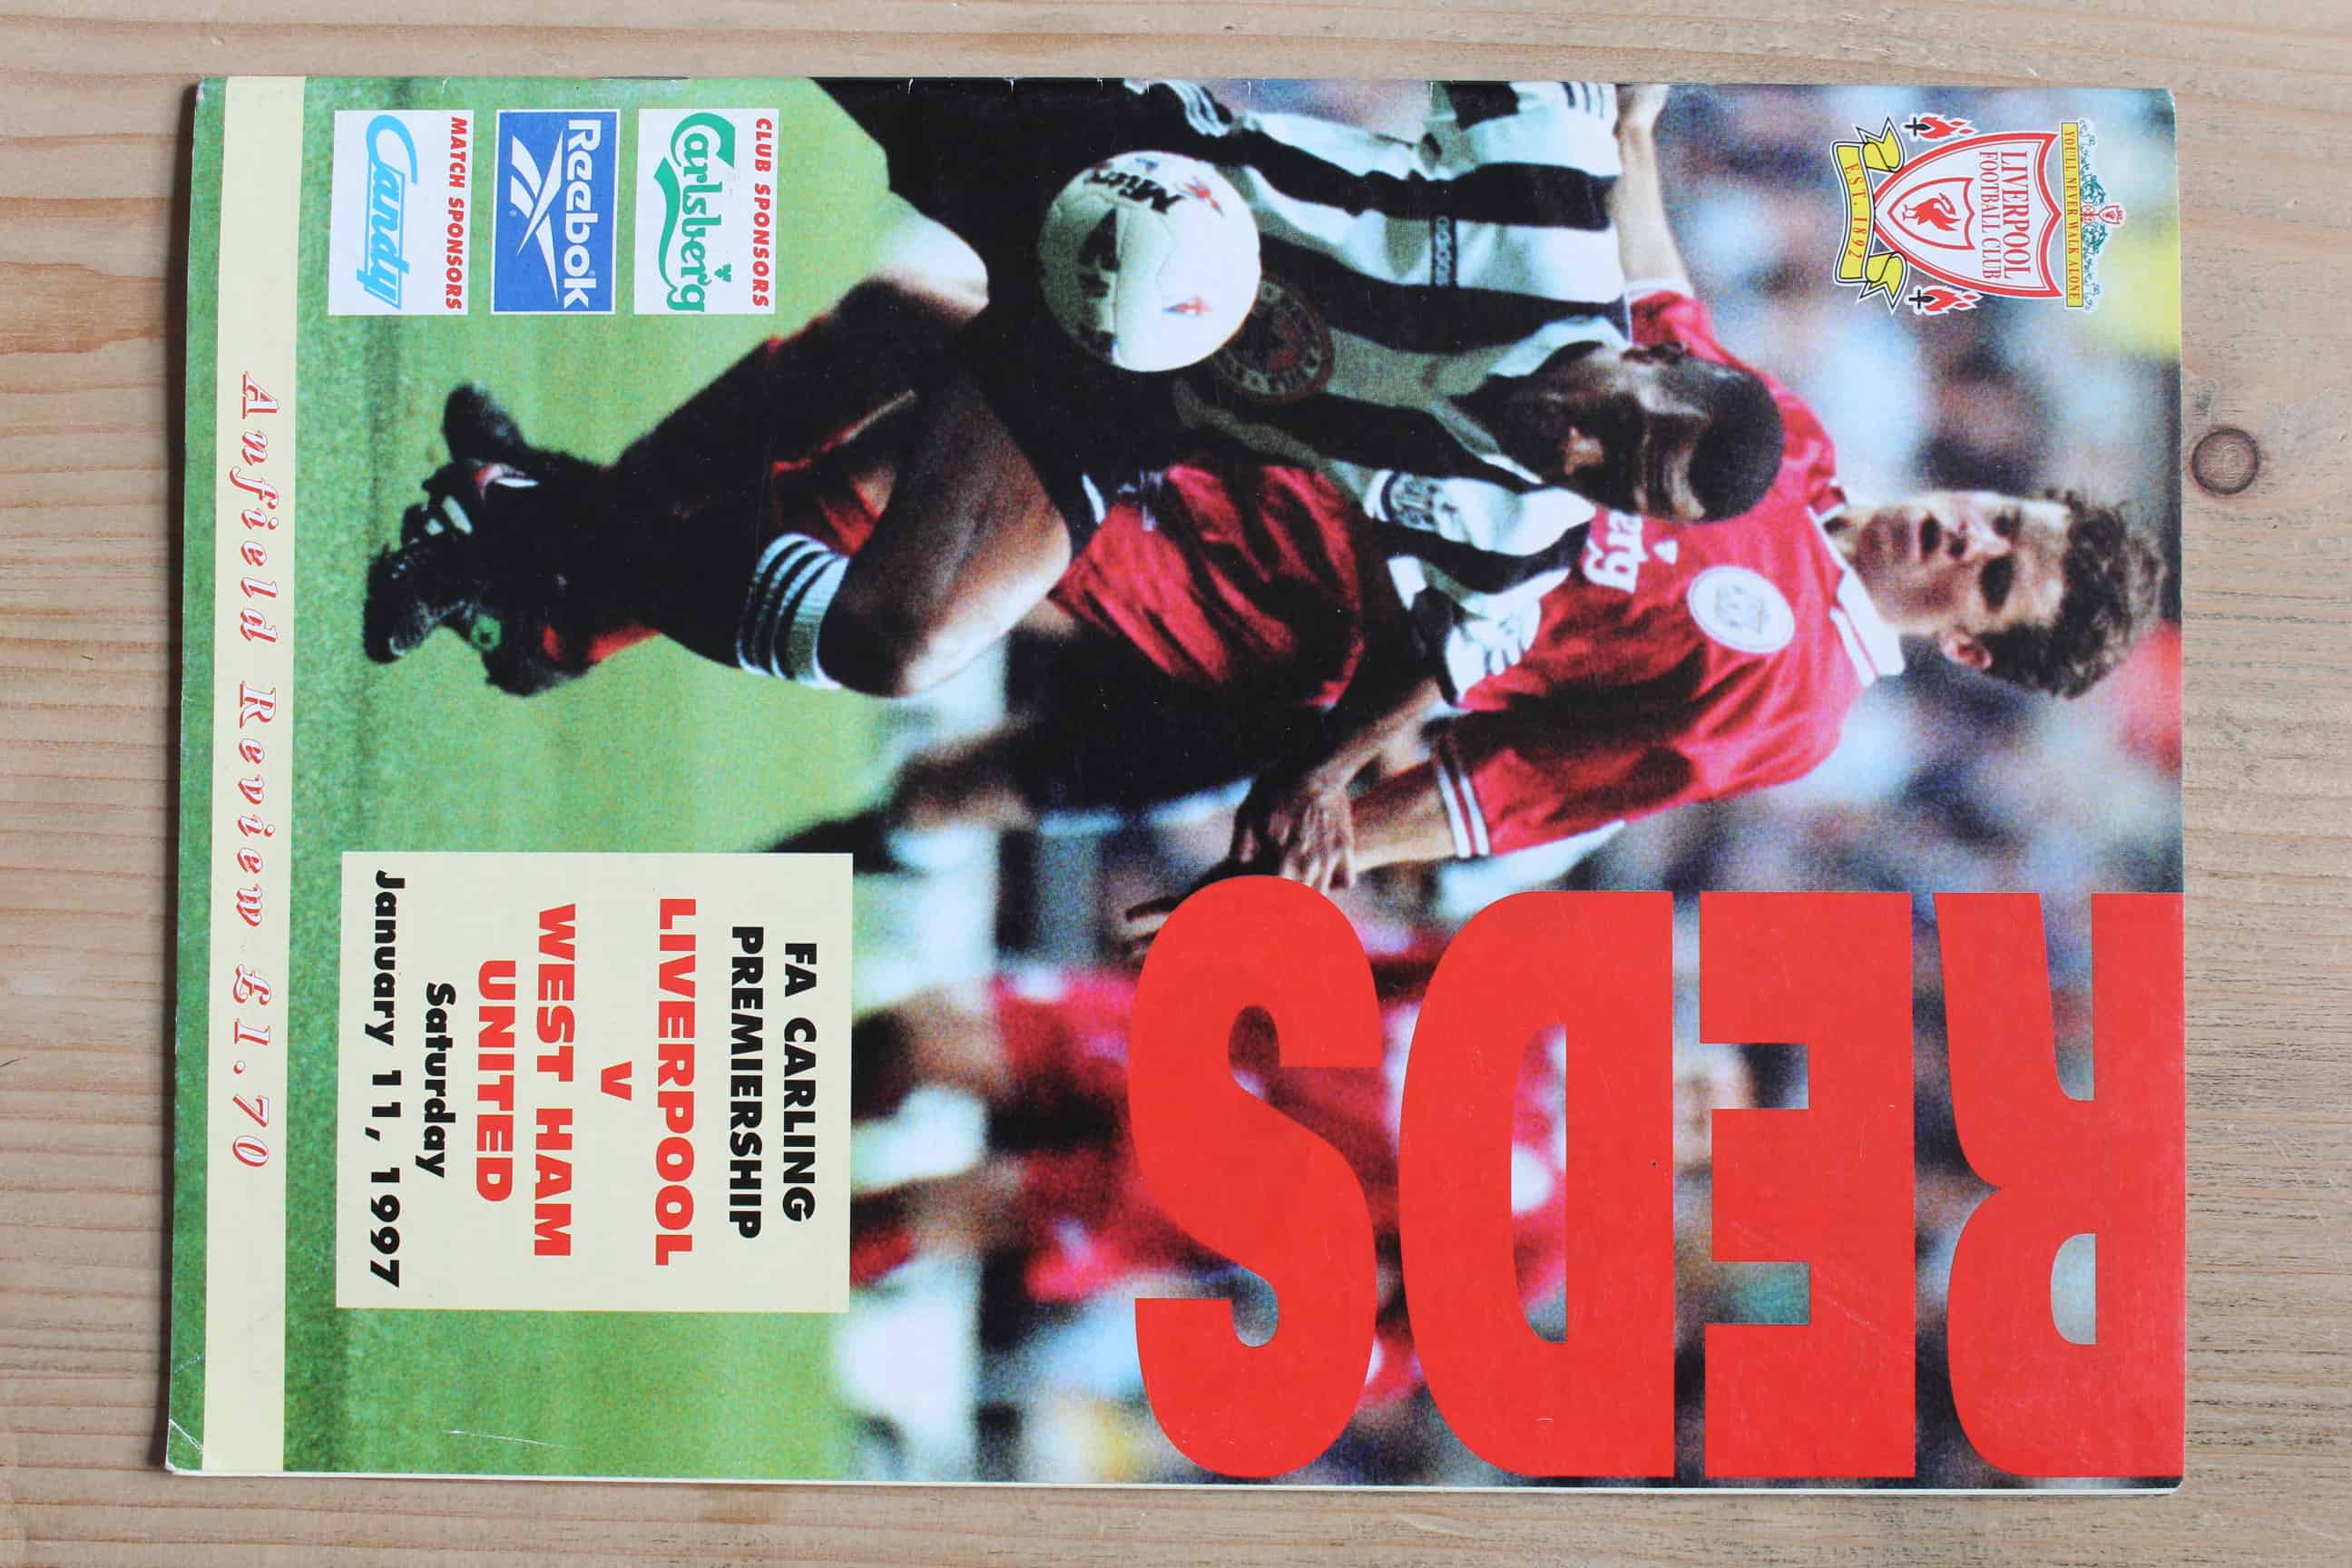 YOU'LL NEVER WALK ALONE
LIVERPOOL
FOOTBALL CLUB
EST. 1892
REDS
adidas
CLUB SPONSORS
Carlsberg
Reebok
MATCH SPONSORS
Candy
FA CARLING
PREMIERSHIP
LIVERPOOL
V
WEST HAM
UNITED
Saturday
January 11, 1997
Anfield Review £1.70